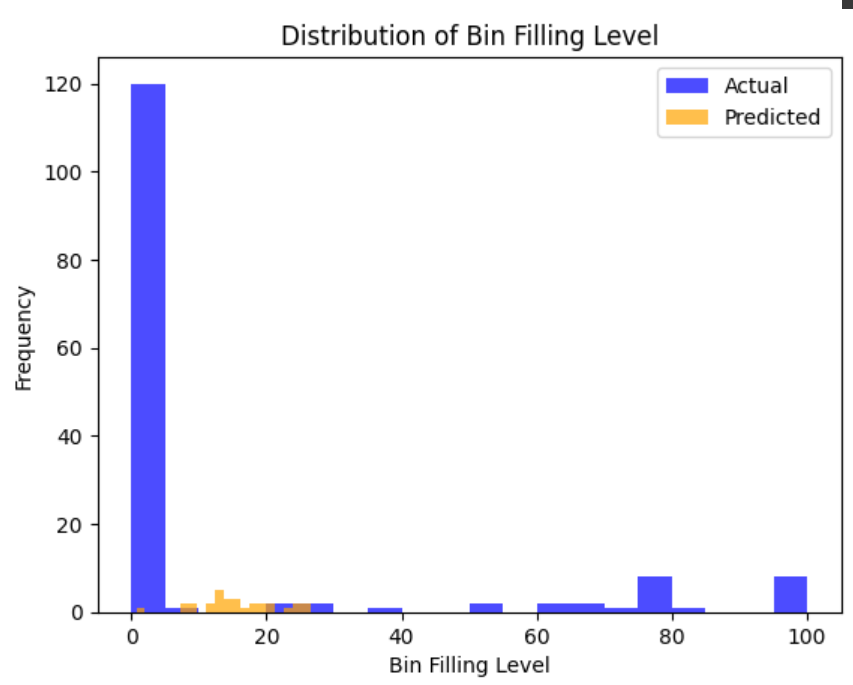 Distribution of Bin Filling Level
Actual
Predicted
120
100
80
60
40
20
0
Frequency
0 20 40 60 80 100
Bin Filling Level